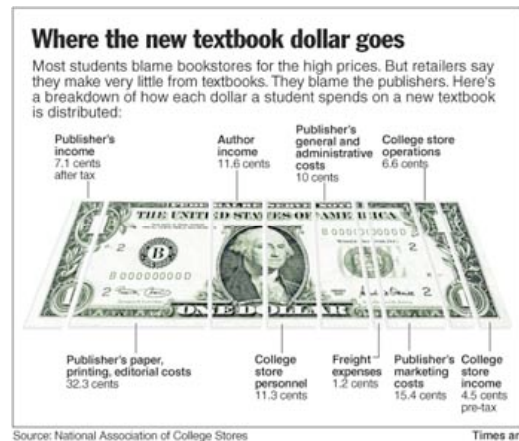 Where the new textbook dollar goes
Most students blame bookstores for the high prices. But retailers say
they make very little from textbooks. They blame the publishers. Here's
a breakdown of how each dollar a student spends on a new textbook
is distributed:
Publisher's
income
7.1 cents
after tax
Author
income
11.6 cents
Publisher's
general and
administrative
costs
10 cents
College store
operations
6.6 cents
THE UNITED STATES OF AMERICA
B
2
2
2
2
ONE DOLLAR
Publisher's paper,
printing, editorial costs
32.3 cents
College
store
personnel
11.3 cents
Freight
expenses
1.2 cents
Publisher's
marketing
costs
15.4 cents
College
store
income
4.5 cents
pre-tax
Source: National Association of College Stores
Times